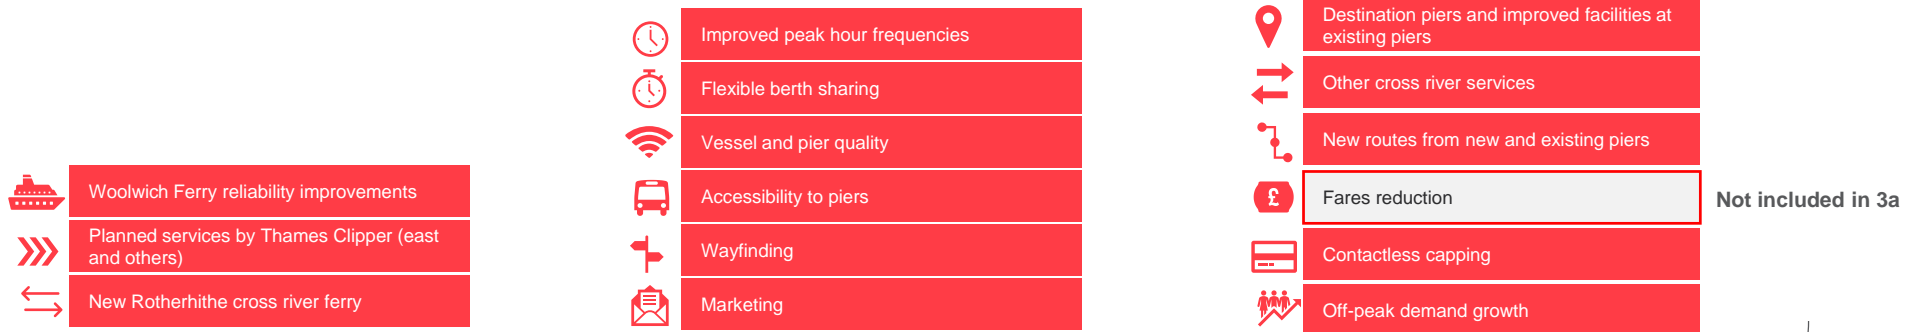 Woolwich Ferry reliability improvements
Planned services by Thames Clipper (east
and others)
New Rotherhithe cross river ferry
Improved peak hour frequencies
Flexible berth sharing
Vessel and pier quality
Accessibility to piers
Wayfinding
Marketing
Destination piers and improved facilities at
existing piers
Other cross river services
New routes from new and existing piers
£
Fares reduction
Not included in 3a
Contactless capping
Off-peak demand growth